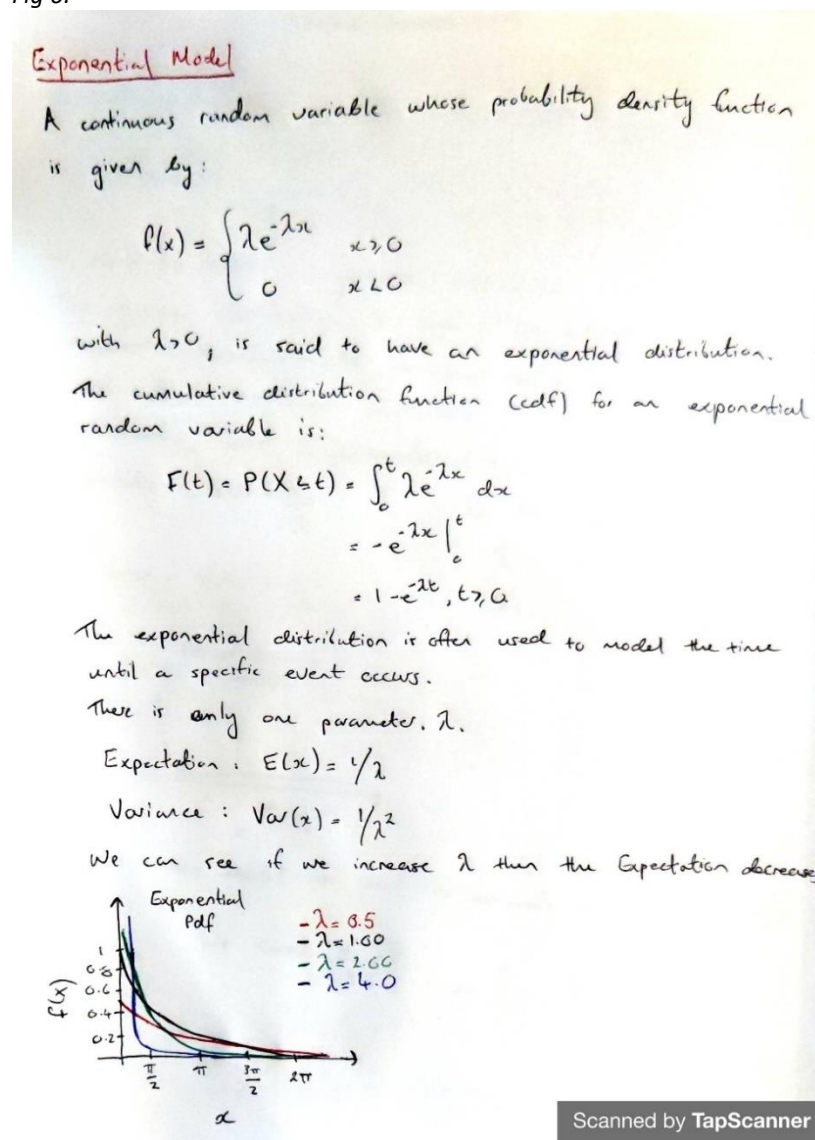 Fig
Exponential Model
A continuous random variable whose probability density function
is given by:
f(x) = { λe^-λx x ≥ 0
0 x < 0
with λ>0, is said to have an exponential distribution.
The cumulative distribution function (cdf) for an exponential
random variable is:
F(t) = P(X ≤ t) = ∫₀ᵗ λe^-λx dx
= -e^-λx |₀ᵗ
= 1 - e^-λt, t ≥ 0
The exponential distribution is often used to model the time
until a specific event occurs.
There is only one parameter. λ.
Expectation : E(x) = 1/λ
Variance : Var(x) = 1/λ²
We can see if we increase λ then the Expectation decreases
Exponential
Pdf
- λ = 0.5
- λ = 1.00
- λ = 2.00
- λ = 4.0
f(x)
1
0.8
0.6
0.4
0.2
π/2 π 3π/2 2π
x
Scanned by TapScanner